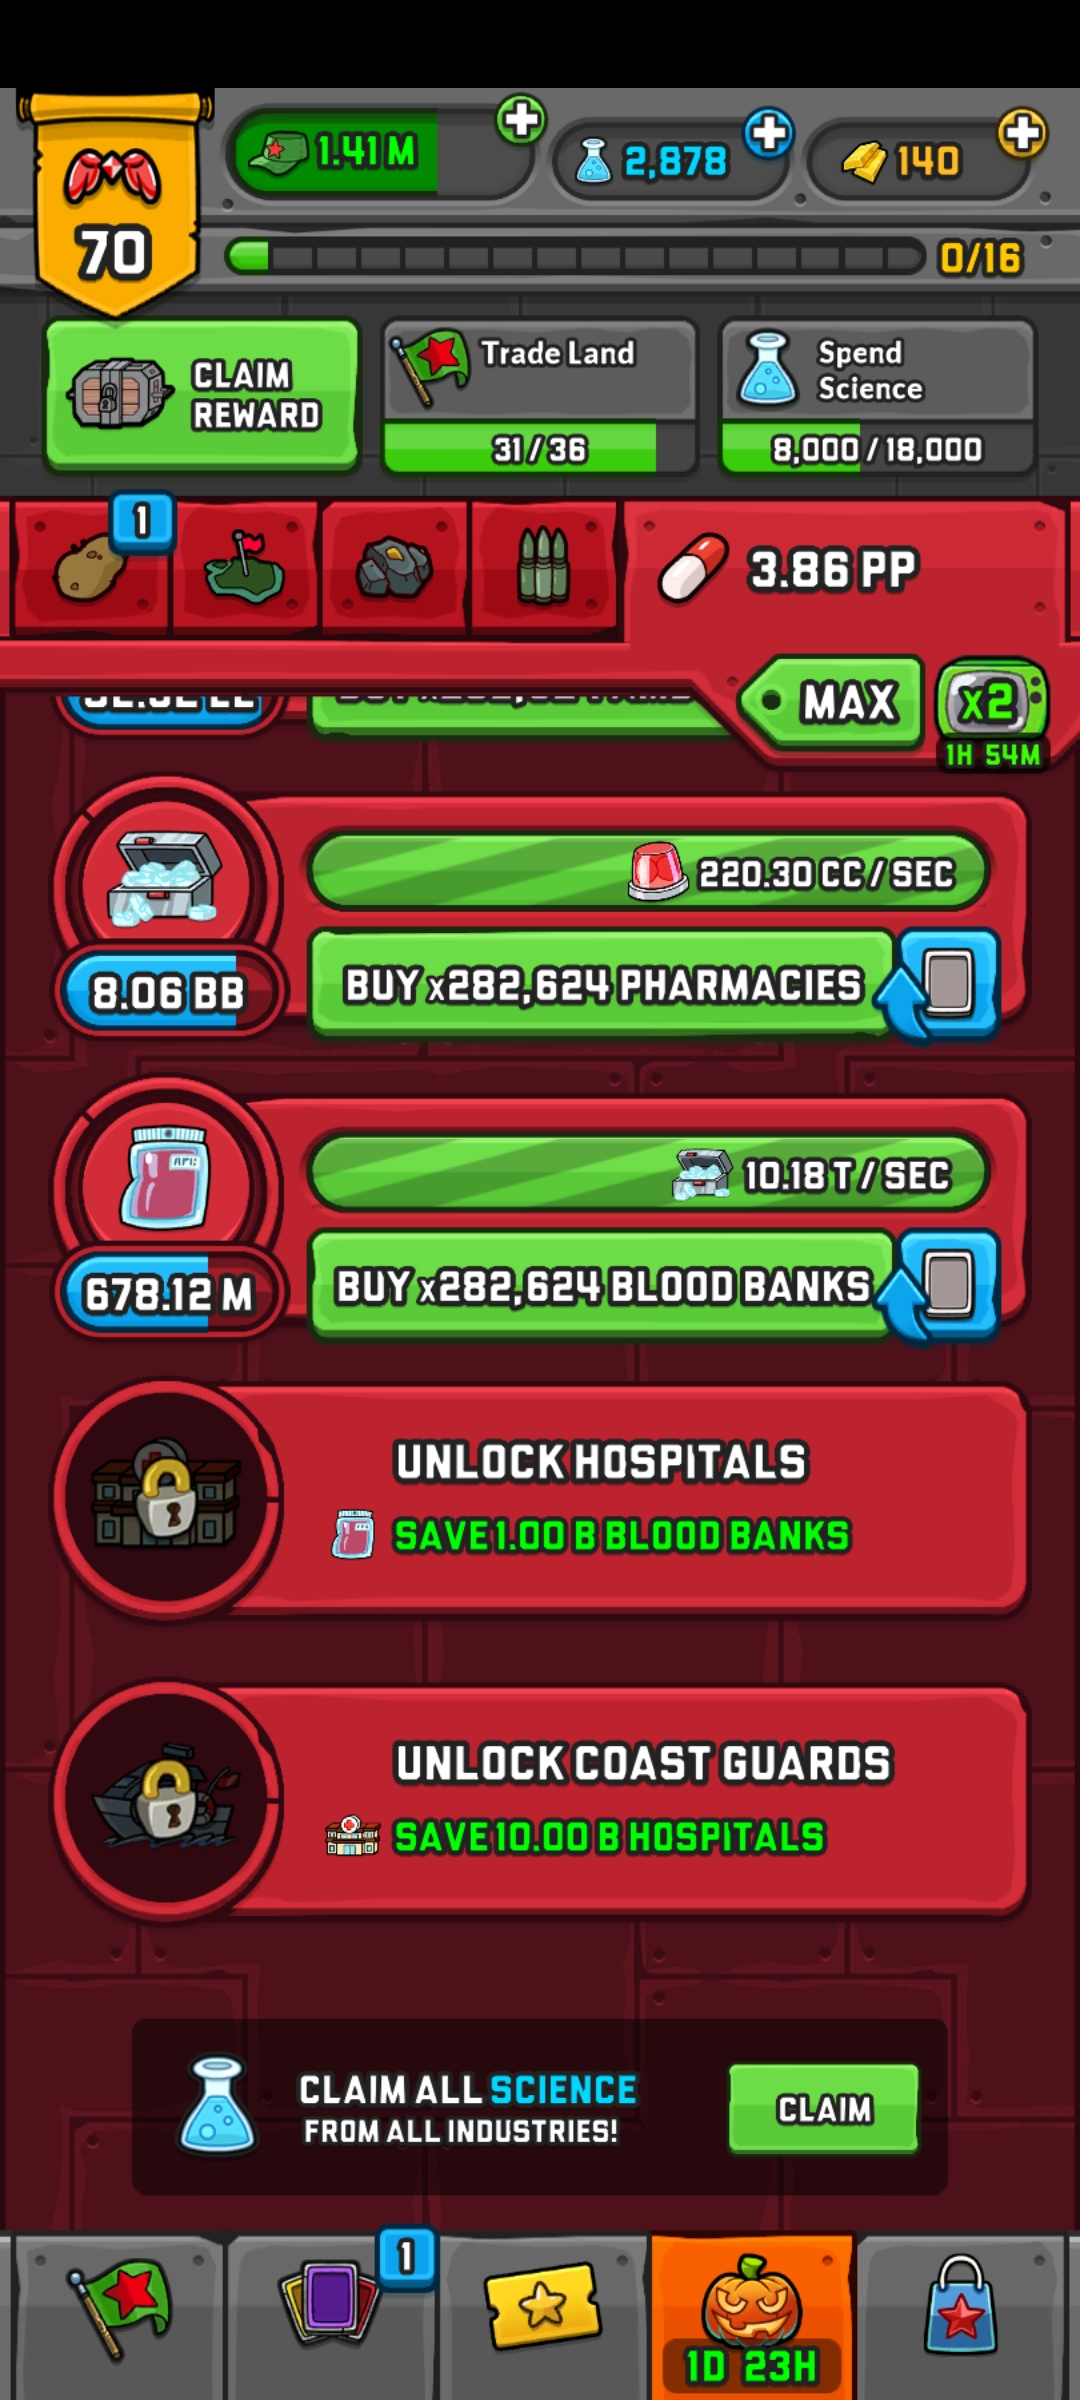 70
1.41 M
2,878
140
0/16
CLAIM
REWARD
Trade Land
31 / 36
Spend
Science
8,000 / 18,000
1
3.86 PP
MAX
x2
1H 54M
220.30 CC / SEC
8.06 BB
BUY x282,624 PHARMACIES
10.18 T / SEC
678.12 M
BUY x282,624 BLOOD BANKS
UNLOCK HOSPITALS
SAVE 1.00 B BLOOD BANKS
UNLOCK COAST GUARDS
SAVE 10.00 B HOSPITALS
CLAIM ALL SCIENCE
FROM ALL INDUSTRIES!
CLAIM
1
1D 23H